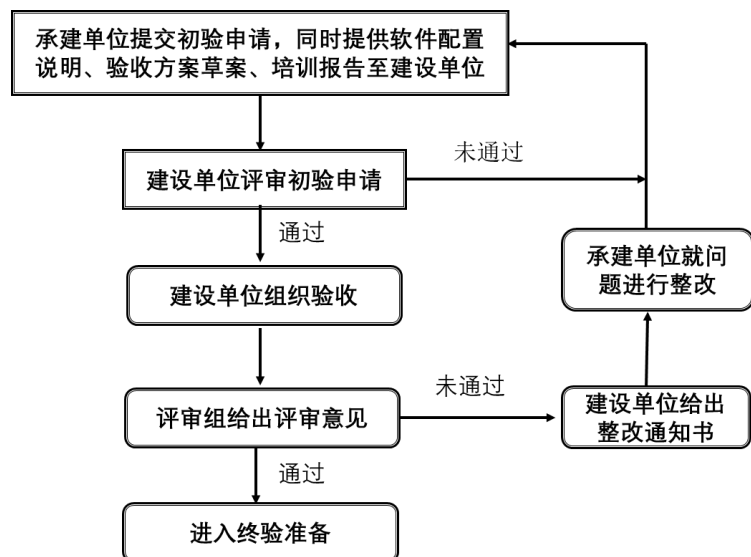 承建单位提交初验申请，同时提供软件配置
说明、验收方案草案、培训报告至建设单位
未通过
建设单位评审初验申请
通过
承建单位就问
题进行整改
建设单位组织验收
未通过
评审组给出评审意见
建设单位给出
整改通知书
通过
进入终验准备